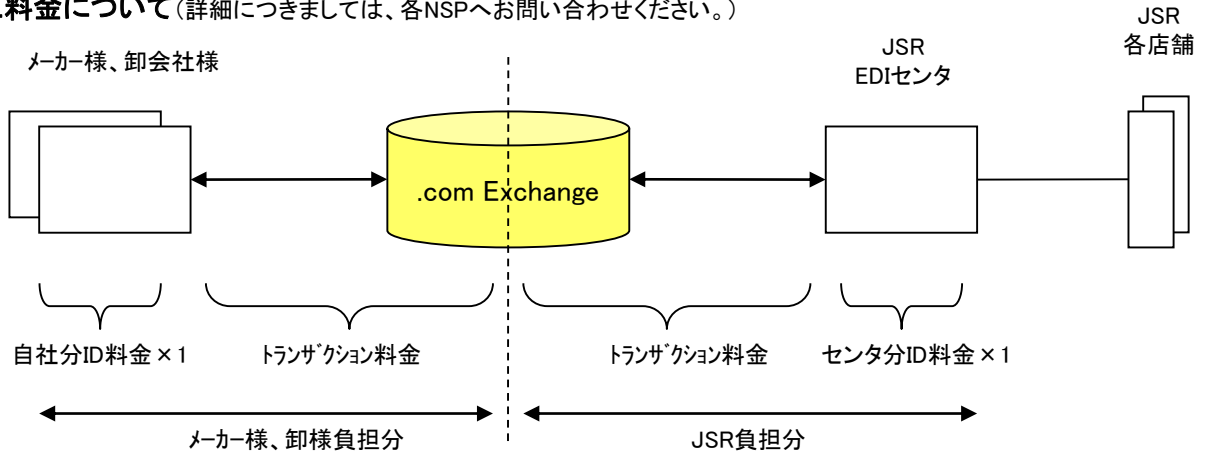 料金について(詳細につきましては、各NSPへお問い合わせください。)
JSR
各店舗
メーカー様、卸会社様
JSR
EDIセンタ
.com Exchange
自社分ID料金×1
トランザクション料金
トランザクション料金
センタ分ID料金×1
メーカー様、卸様負担分
JSR負担分